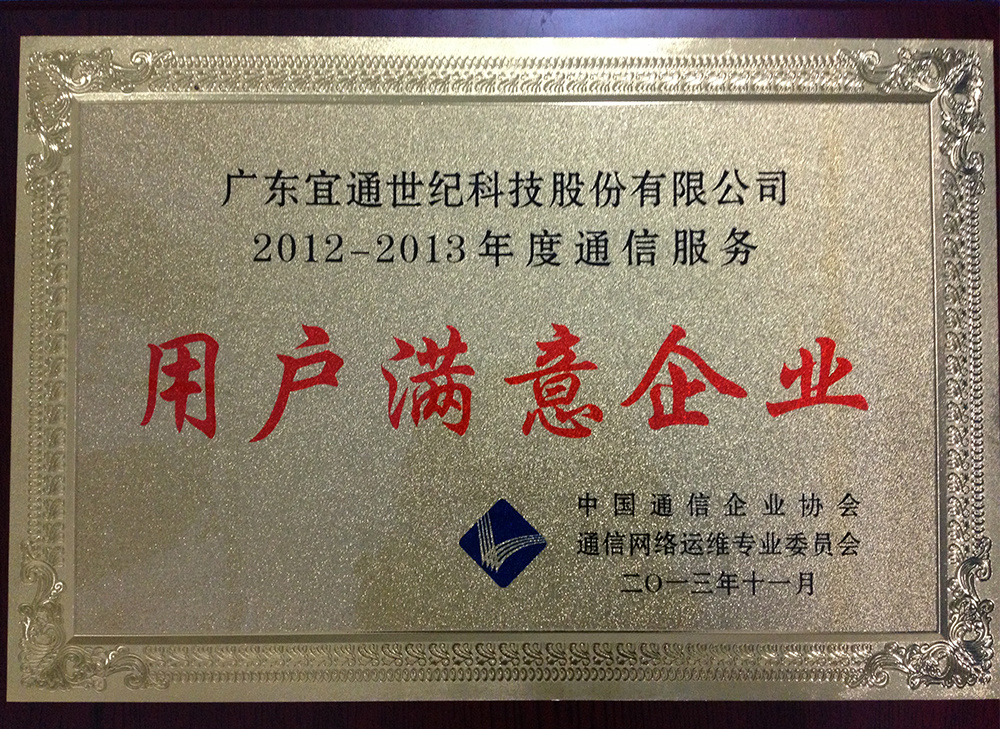 广东宜通世纪科技股份有限公司
2012-2013年度通信服务
用户满意企业
中国通信企业协会
通信网络运维专业委员会
二〇一三年十一月